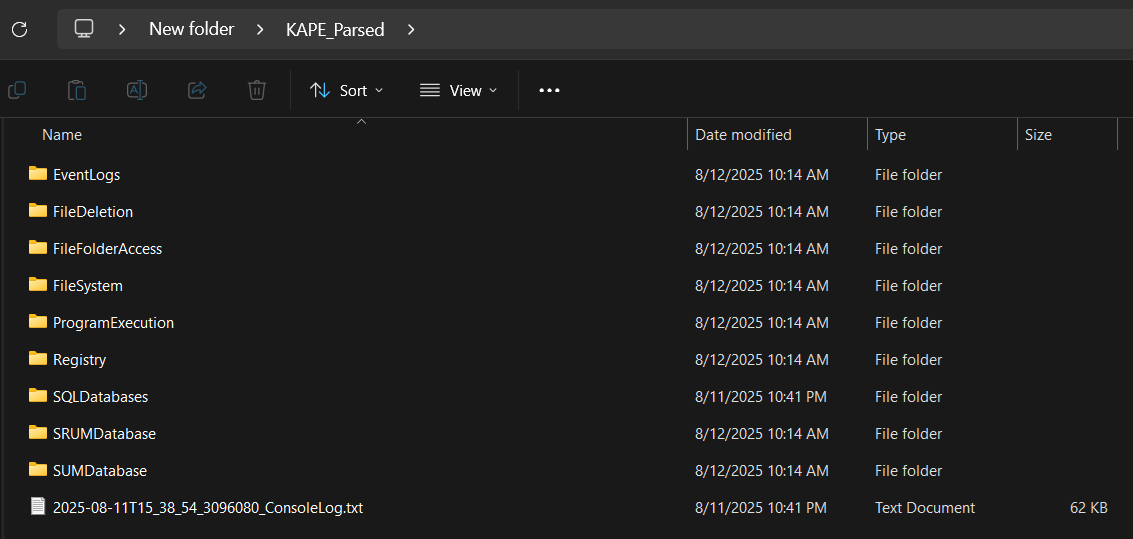 New folder > KAPE_Parsed >
Sort View
Name Date modified Type Size
EventLogs 8/12/2025 10:14 AM File folder
FileDeletion 8/12/2025 10:14 AM File folder
FileFolderAccess 8/12/2025 10:14 AM File folder
FileSystem 8/12/2025 10:14 AM File folder
ProgramExecution 8/12/2025 10:14 AM File folder
Registry 8/12/2025 10:14 AM File folder
SQLDatabases 8/11/2025 10:41 PM File folder
SRUMDatabase 8/12/2025 10:14 AM File folder
SUMDatabase 8/12/2025 10:14 AM File folder
2025-08-11T15_38_54_3096080_ConsoleLog.txt 8/11/2025 10:41 PM Text Document 62 KB